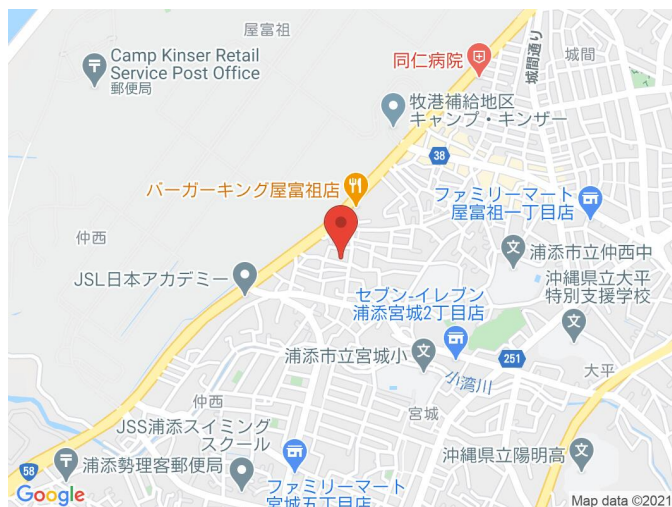 屋富祖
Camp Kinser Retail
Service Post Office
郵便局
同仁病院
城間
城間通り
牧港補給地区
キャンプ・キンザー
38
バーガーキング屋富祖店
ファミリーマート
屋富祖一丁目店
仲西
浦添市立仲西中
JSL日本アカデミー
沖縄県立大平
特別支援学校
セブン-イレブン
浦添宮城2丁目店
浦添市立宮城小
251
大平
小湾川
仲西
宮城
JSS浦添スイミング
スクール
沖縄県立陽明高
58
浦添勢理客郵便局
ファミリーマート
宮城五丁目店
Google
Map data ©2021